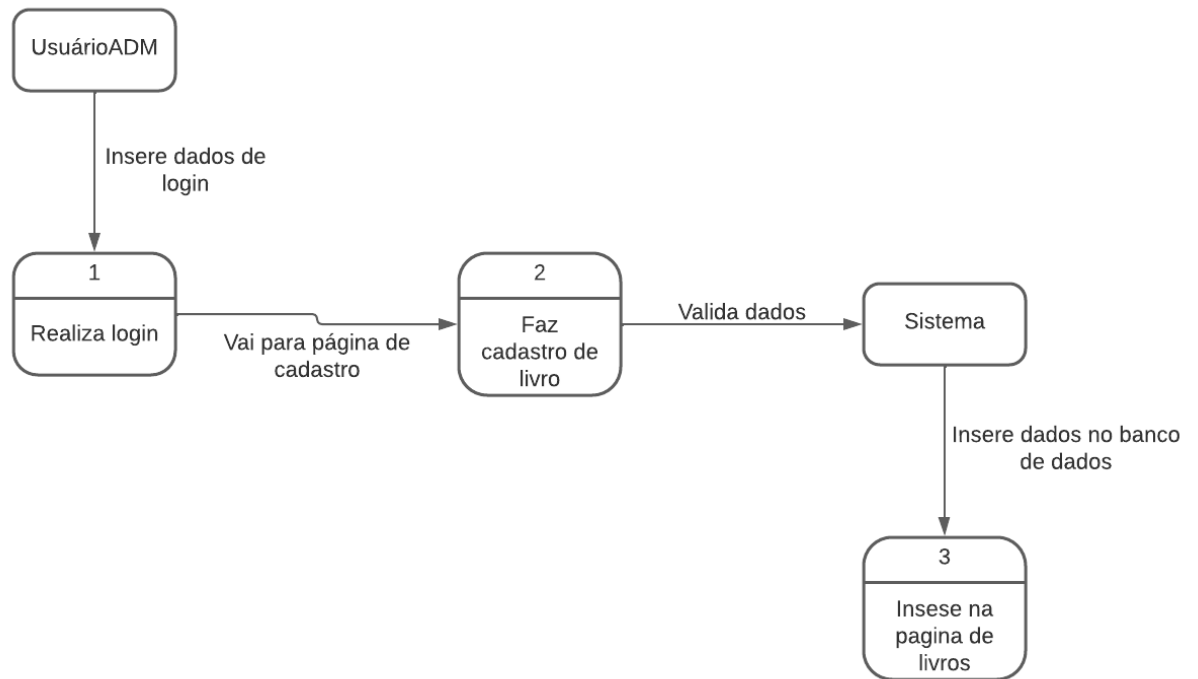 UsuárioADM
Insere dados de
login
1
Realiza login
Vai para página de
cadastro
2
Faz
cadastro de
livro
Valida dados
Sistema
Insere dados no banco
de dados
3
Insese na
pagina de
livros